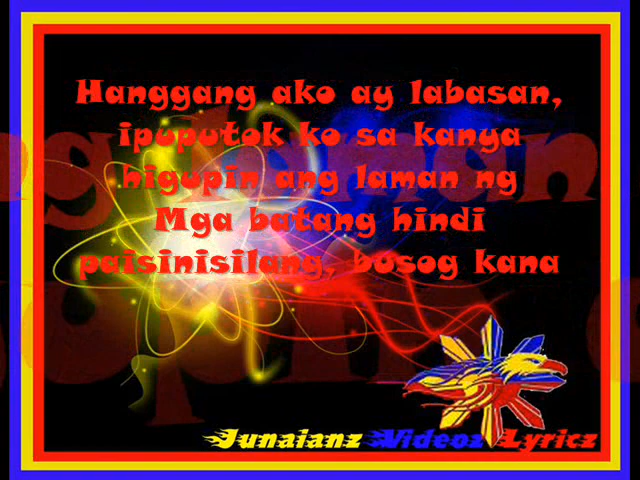 Hanggang ako ay labasan,
ipuputok ko sa kanya
higupin ang laman ng
Mga batang hindi
paisinisilang, busog kana
Junaianz Videoz Lyricz